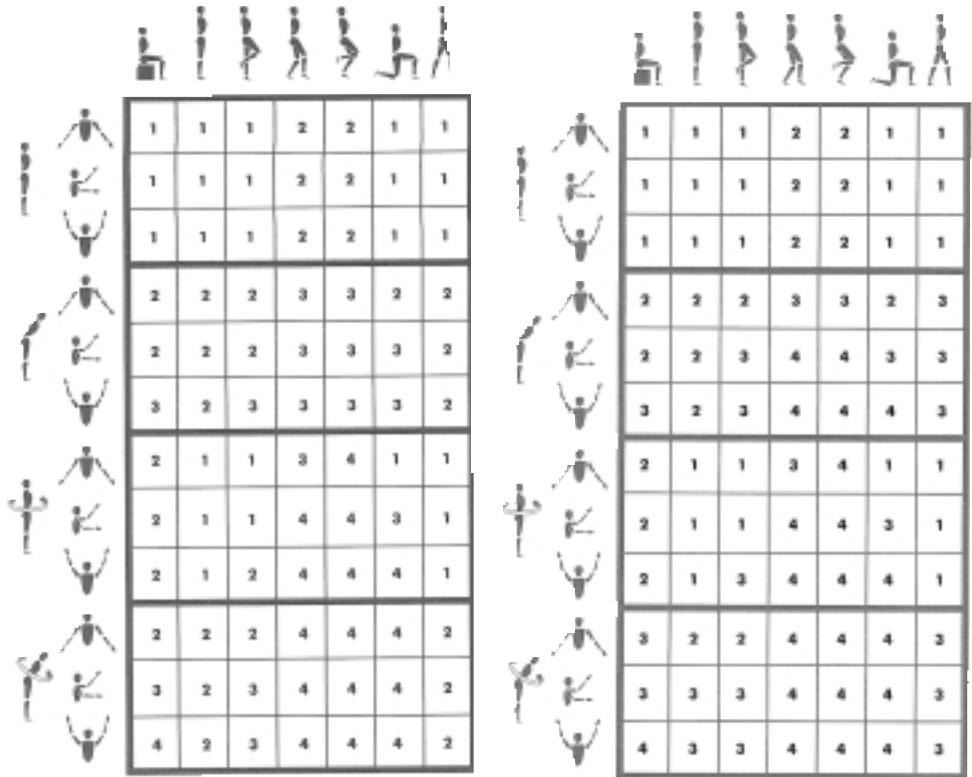 1 1 1 2 2 1 1
1 1 1 2 2 1 1
1 1 1 2 2 1 1
2 2 2 3 3 2 2
2 2 2 3 3 3 2
3 2 3 3 3 3 2
2 1 1 3 4 1 1
2 1 1 4 4 3 1
2 1 2 4 4 4 1
2 2 2 4 4 4 2
3 2 3 4 4 4 2
4 2 3 4 4 4 2
1 1 1 2 2 1 1
1 1 1 2 2 1 1
1 1 1 2 2 1 1
2 2 2 3 3 2 3
2 2 3 4 4 3 3
3 2 3 4 4 4 3
2 1 1 3 4 1 1
2 1 1 4 4 3 1
2 1 3 4 4 4 1
3 2 2 4 4 4 3
3 3 3 4 4 4 3
4 3 3 4 4 4 3